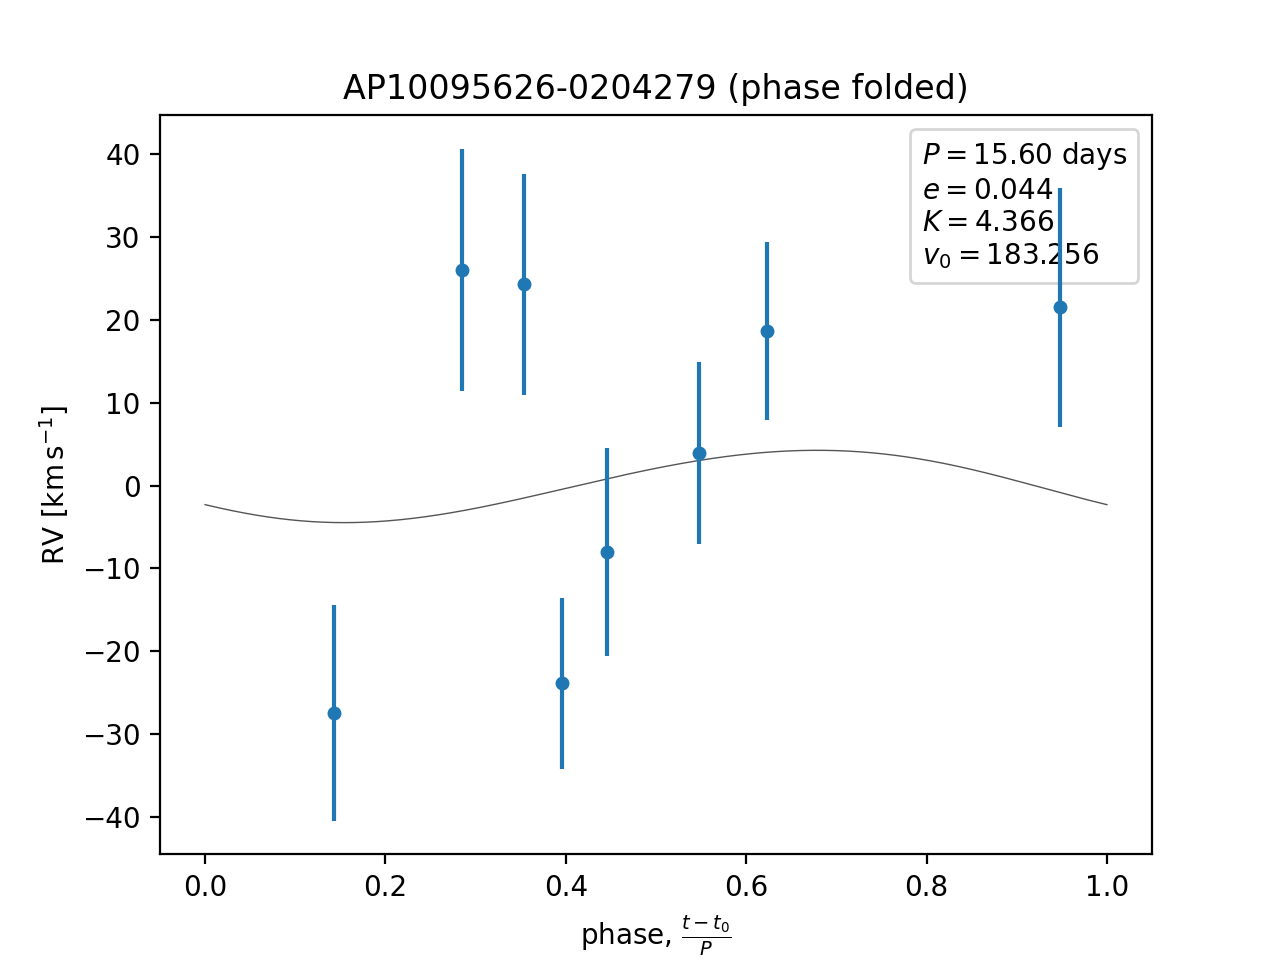 AP10095626-0204279 (phase folded)
P = 15.60 days
e = 0.044
K = 4.366
v₀ = 183.256
40
30
20
10
0
−10
−20
−30
−40
RV [km s⁻¹]
0.0 0.2 0.4 0.6 0.8 1.0
phase, (t − t₀)/P